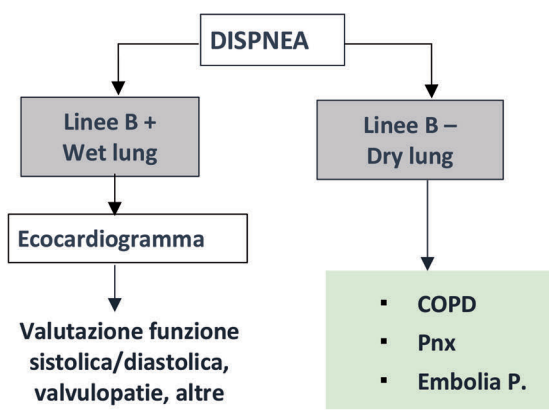 DISPNEA
Linee B +
Wet lung
Linee B –
Dry lung
Ecocardiogramma
Valutazione funzione
sistolica/diastolica,
valvulopatie, altre
▪ COPD
▪ Pnx
▪ Embolia P.